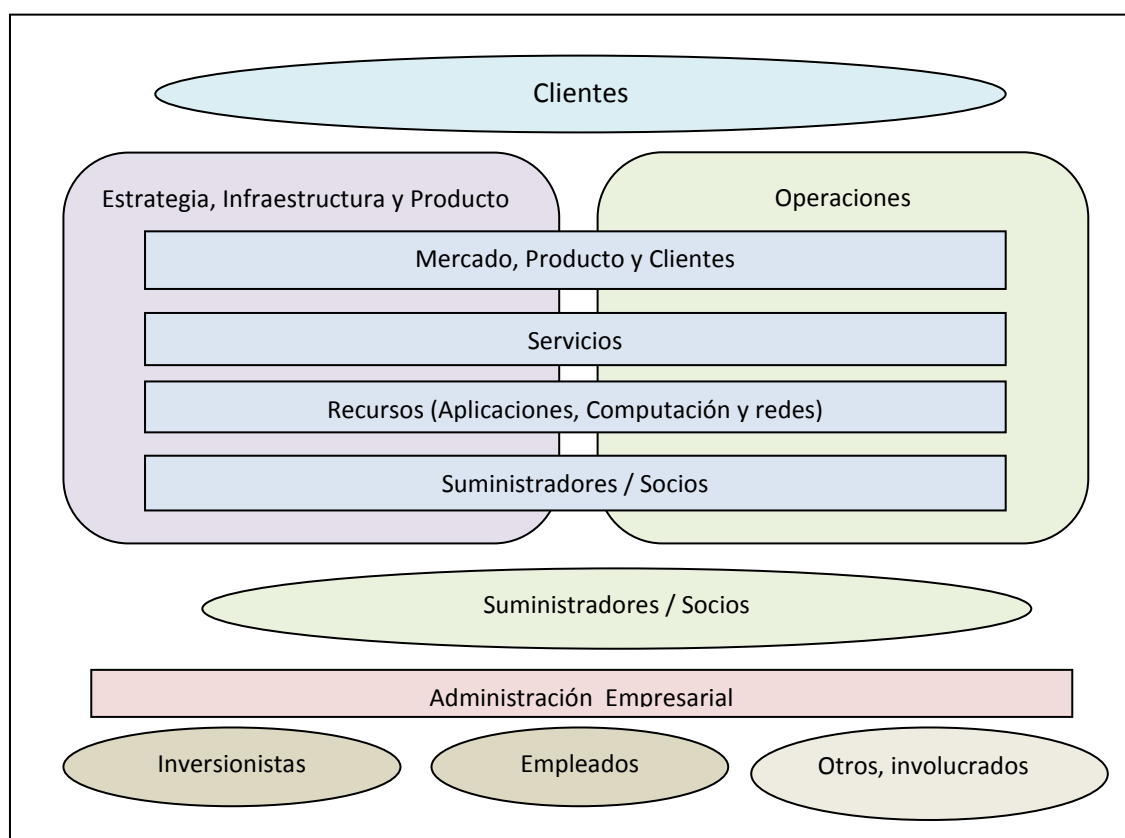 Clientes
Estrategia, Infraestructura y Producto
Operaciones
Mercado, Producto y Clientes
Servicios
Recursos (Aplicaciones, Computación y redes)
Suministradores / Socios
Suministradores / Socios
Administración Empresarial
Inversionistas
Empleados
Otros, involucrados